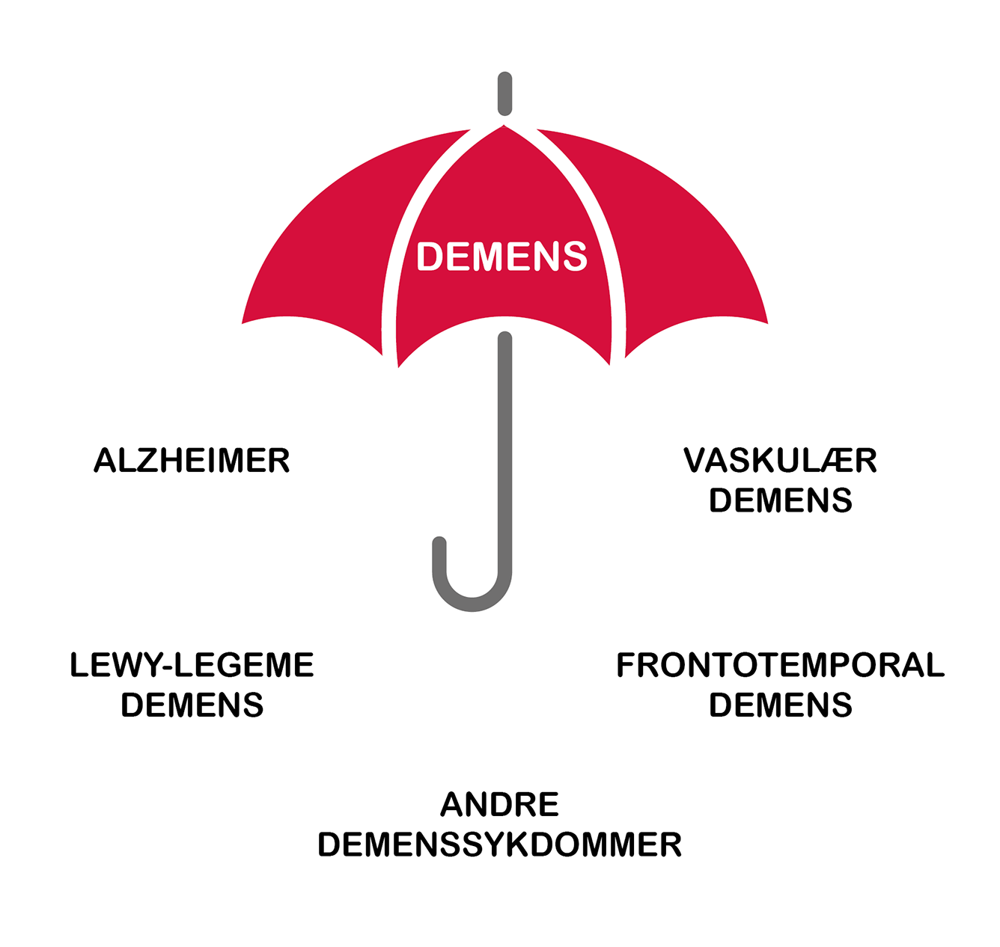 DEMENS
ALZHEIMER
VASKULÆR
DEMENS
LEWY-LEGEME
DEMENS
FRONTOTEMPORAL
DEMENS
ANDRE
DEMENSSYKDOMMER